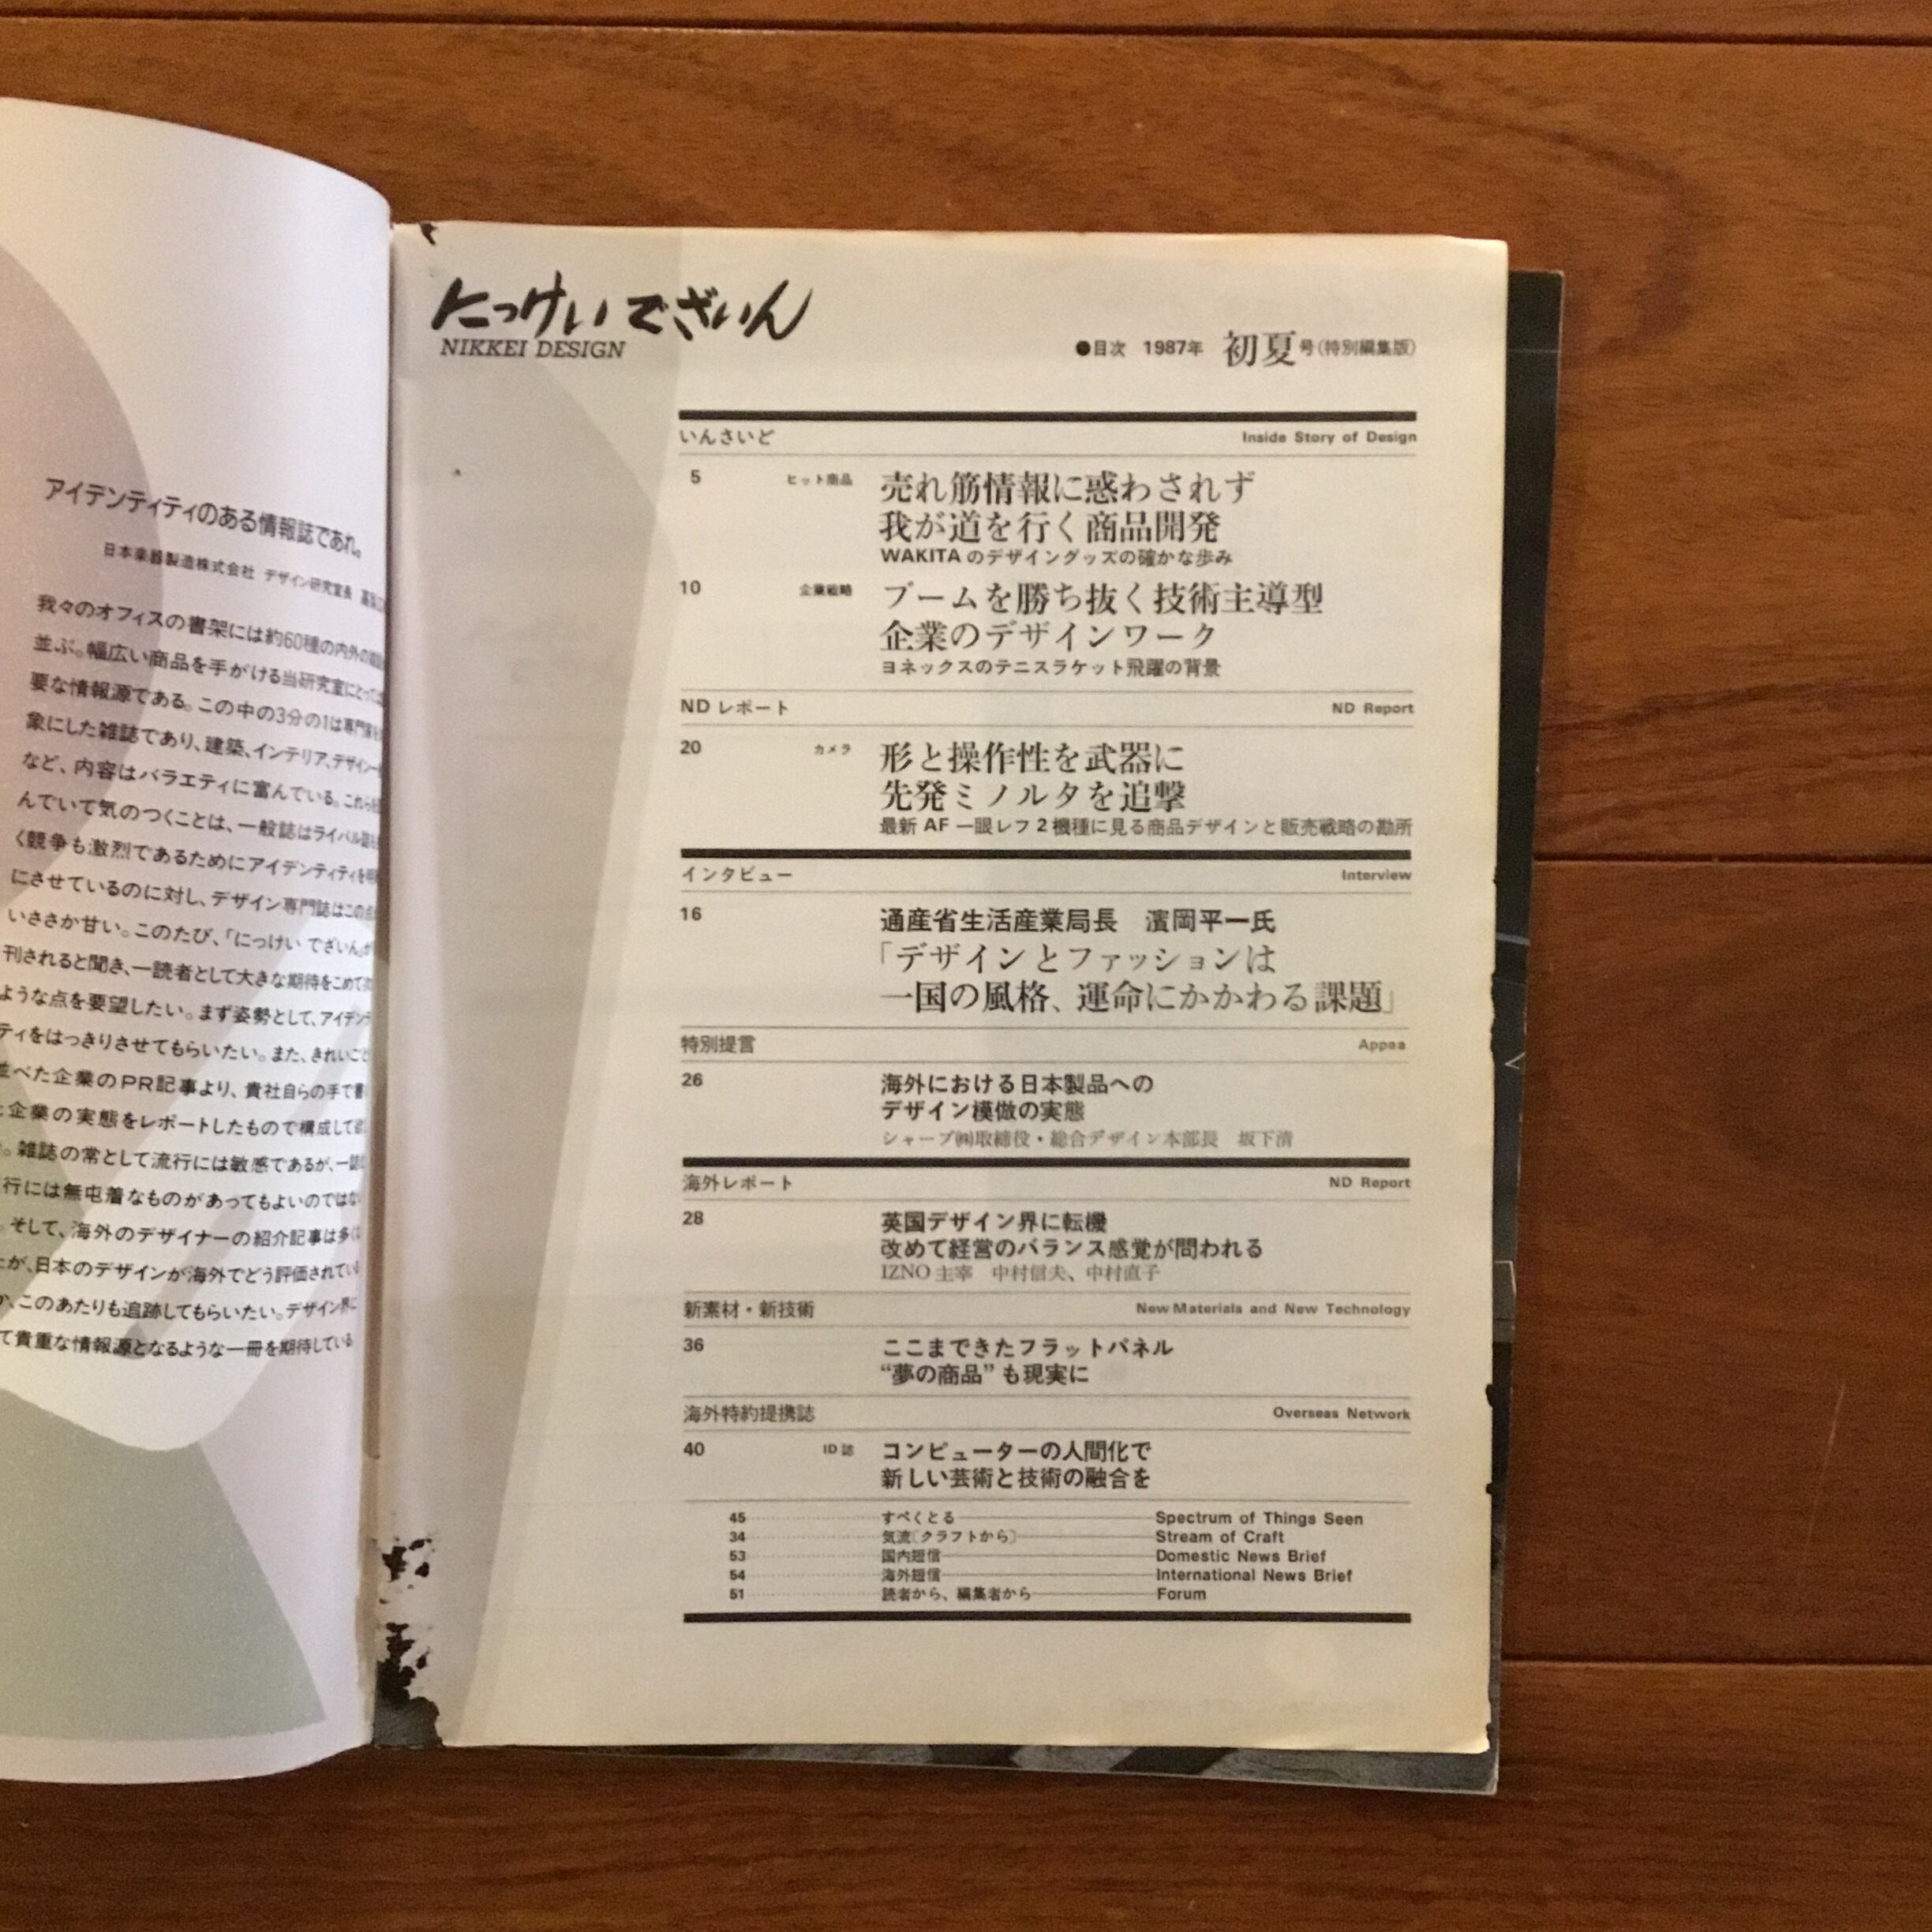 アイデンティティのある情報誌であれ。
日本楽器製造株式会社 デザイン研究室長
我々のオフィスの書架には約60種の内外の
並ぶ。幅広い商品を手がける当研究室にとっては
要な情報源である。この中の3分の1は専門家を
象にした雑誌であり、建築、インテリア、デザイン一
など、内容はバラエティに富んでいる。これらを
んでいて気のつくことは、一般誌はライバル誌も
く競争も激烈であるためにアイデンティティを明
にさせているのに対し、デザイン専門誌はこの点
いささか甘い。このたび、「にっけい でざいん」が
刊されると聞き、一読者として大きな期待をこめて次
ような点を要望したい。まず姿勢として、アイデンテ
ティをはっきりさせてもらいたい。また、きれいごと
並べた企業のPR記事より、貴社自らの手で書
企業の実態をレポートしたもので構成して欲
。雑誌の常として流行には敏感であるが、一誌
行には無屯着なものがあってもよいのではな
。そして、海外のデザイナーの紹介記事は多く
が、日本のデザインが海外でどう評価されてい
か、このあたりも追跡してもらいたい。デザイン界に
て貴重な情報源となるような一冊を期待している
にっけい でざいん
NIKKEI DESIGN
●目次 1987年 初夏号(特別編集版)
いんさいど Inside Story of Design
5 ヒット商品 売れ筋情報に惑わされず
我が道を行く商品開発
WAKITAのデザイングッズの確かな歩み
10 企業戦略 ブームを勝ち抜く技術主導型
企業のデザインワーク
ヨネックスのテニスラケット飛躍の背景
ND レポート ND Report
20 カメラ 形と操作性を武器に
先発ミノルタを追撃
最新 AF 一眼レフ2機種に見る商品デザインと販売戦略の勘所
インタビュー Interview
16 通産省生活産業局長 濱岡平一氏
「デザインとファッションは
一国の風格、運命にかかわる課題」
特別提言 Appea
26 海外における日本製品への
デザイン模倣の実態
シャープ㈱取締役・総合デザイン本部長 坂下清
海外レポート ND Report
28 英国デザイン界に転機
改めて経営のバランス感覚が問われる
IZNO 主宰 中村信夫、中村直子
新素材・新技術 New Materials and New Technology
36 ここまできたフラットパネル
“夢の商品”も現実に
海外特約提携誌 Overseas Network
40 ID誌 コンピューターの人間化で
新しい芸術と技術の融合を
45 すぺくとる Spectrum of Things Seen
34 気流〔クラフトから〕 Stream of Craft
53 国内短信 Domestic News Brief
54 海外短信 International News Brief
51 読者から、編集者から Forum